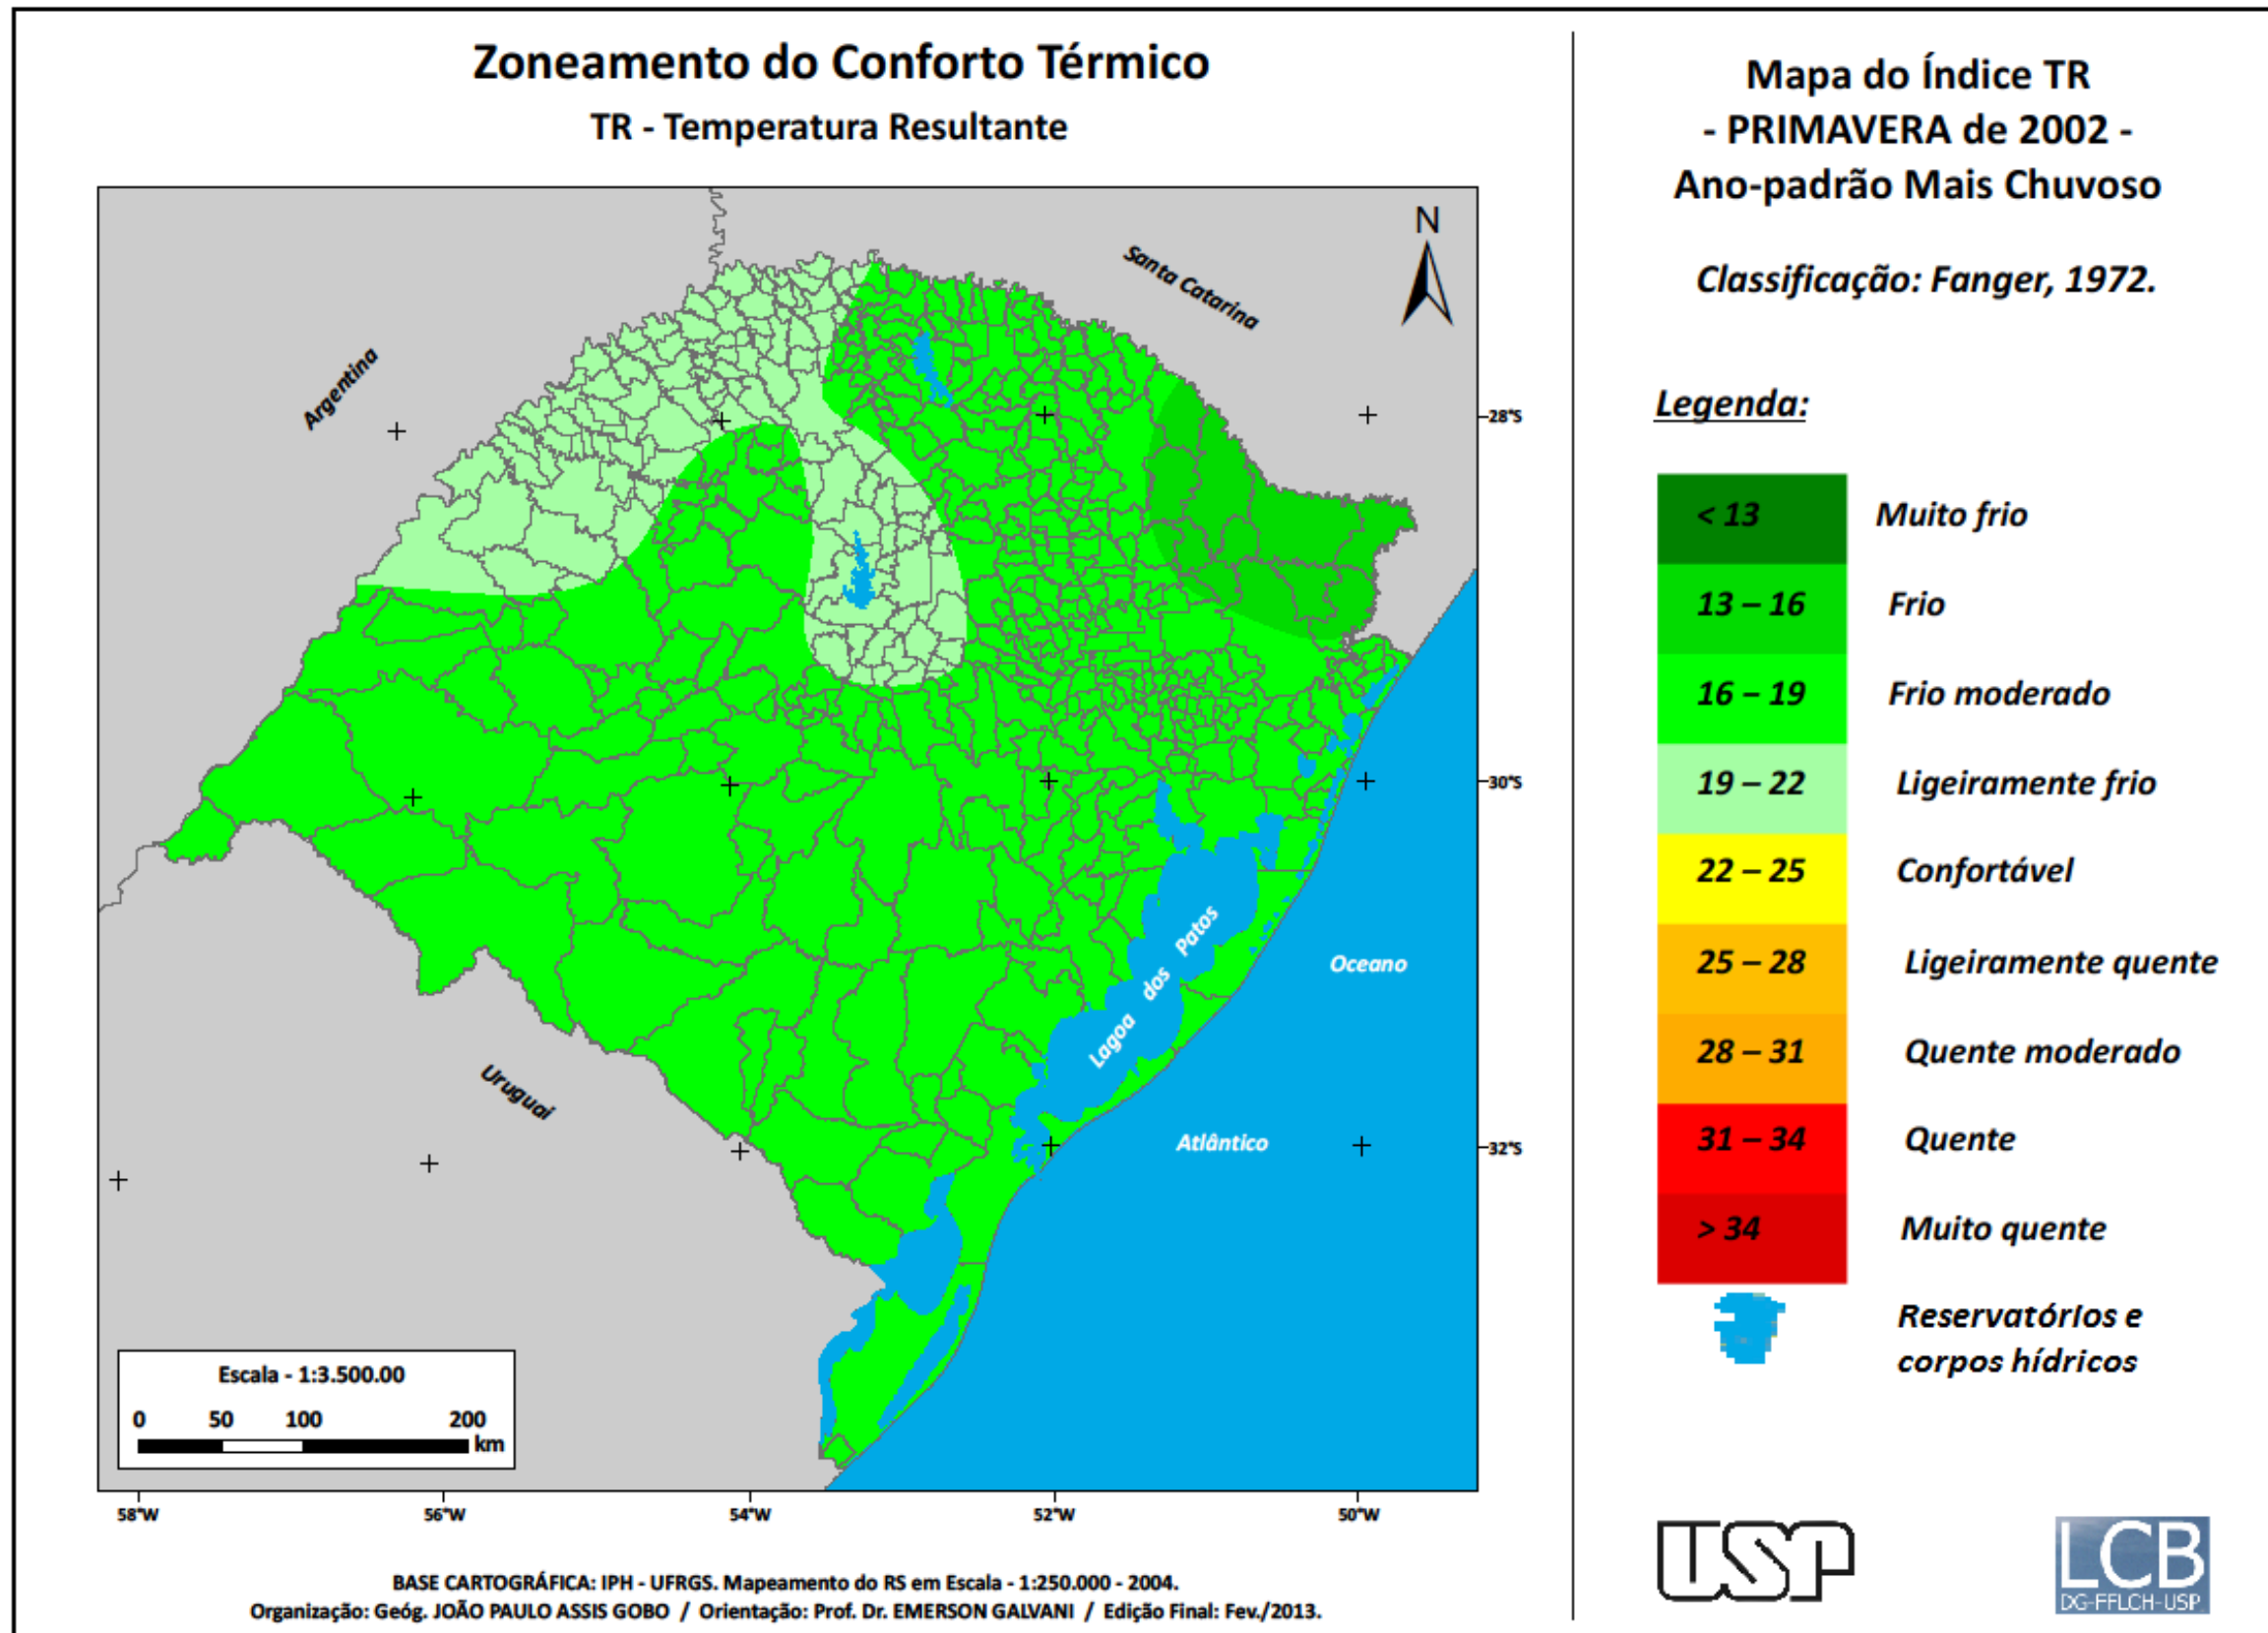 Zoneamento do Conforto Térmico
TR - Temperatura Resultante
N
Santa Catarina
Argentina
28°S
30°S
Lagoa dos Patos
Oceano
Uruguai
Atlântico
32°S
Escala - 1:3.500.00
0 50 100 200
km
58°W 56°W 54°W 52°W 50°W
BASE CARTOGRÁFICA: IPH - UFRGS. Mapeamento do RS em Escala - 1:250.000 - 2004.
Organização: Geóg. JOÃO PAULO ASSIS GOBO / Orientação: Prof. Dr. EMERSON GALVANI / Edição Final: Fev./2013.
Mapa do Índice TR
- PRIMAVERA de 2002 -
Ano-padrão Mais Chuvoso
Classificação: Fanger, 1972.
Legenda:
< 13 Muito frio
13 – 16 Frio
16 – 19 Frio moderado
19 – 22 Ligeiramente frio
22 – 25 Confortável
25 – 28 Ligeiramente quente
28 – 31 Quente moderado
31 – 34 Quente
> 34 Muito quente
Reservatórios e
corpos hídricos
USP
LCB
DG-FFLCH-USP